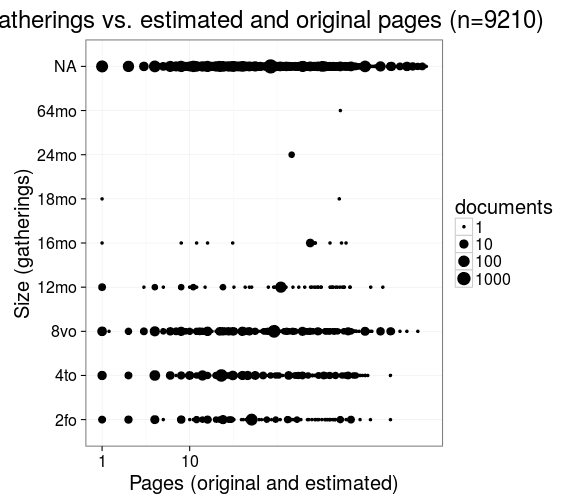 atherings vs. estimated and original pages (n=9210)
NA
64mo
24mo
18mo
16mo
12mo
8vo
4to
2fo
Size (gatherings)
1
10
Pages (original and estimated)
documents
1
10
100
1000